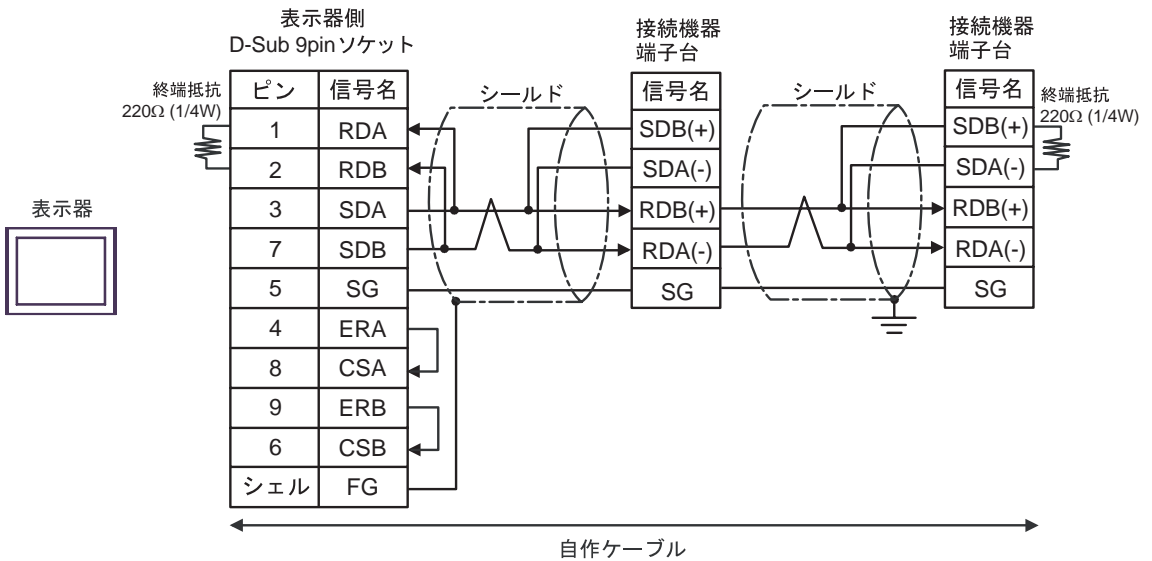 表示器側
D-Sub 9pinソケット
接続機器
端子台
接続機器
端子台
終端抵抗
220Ω (1/4W)
ピン 信号名
1 RDA
2 RDB
3 SDA
7 SDB
5 SG
4 ERA
8 CSA
9 ERB
6 CSB
シェル FG
シールド
信号名
SDB(+)
SDA(-)
RDB(+)
RDA(-)
SG
シールド
信号名
SDB(+)
SDA(-)
RDB(+)
RDA(-)
SG
終端抵抗
220Ω (1/4W)
表示器
自作ケーブル